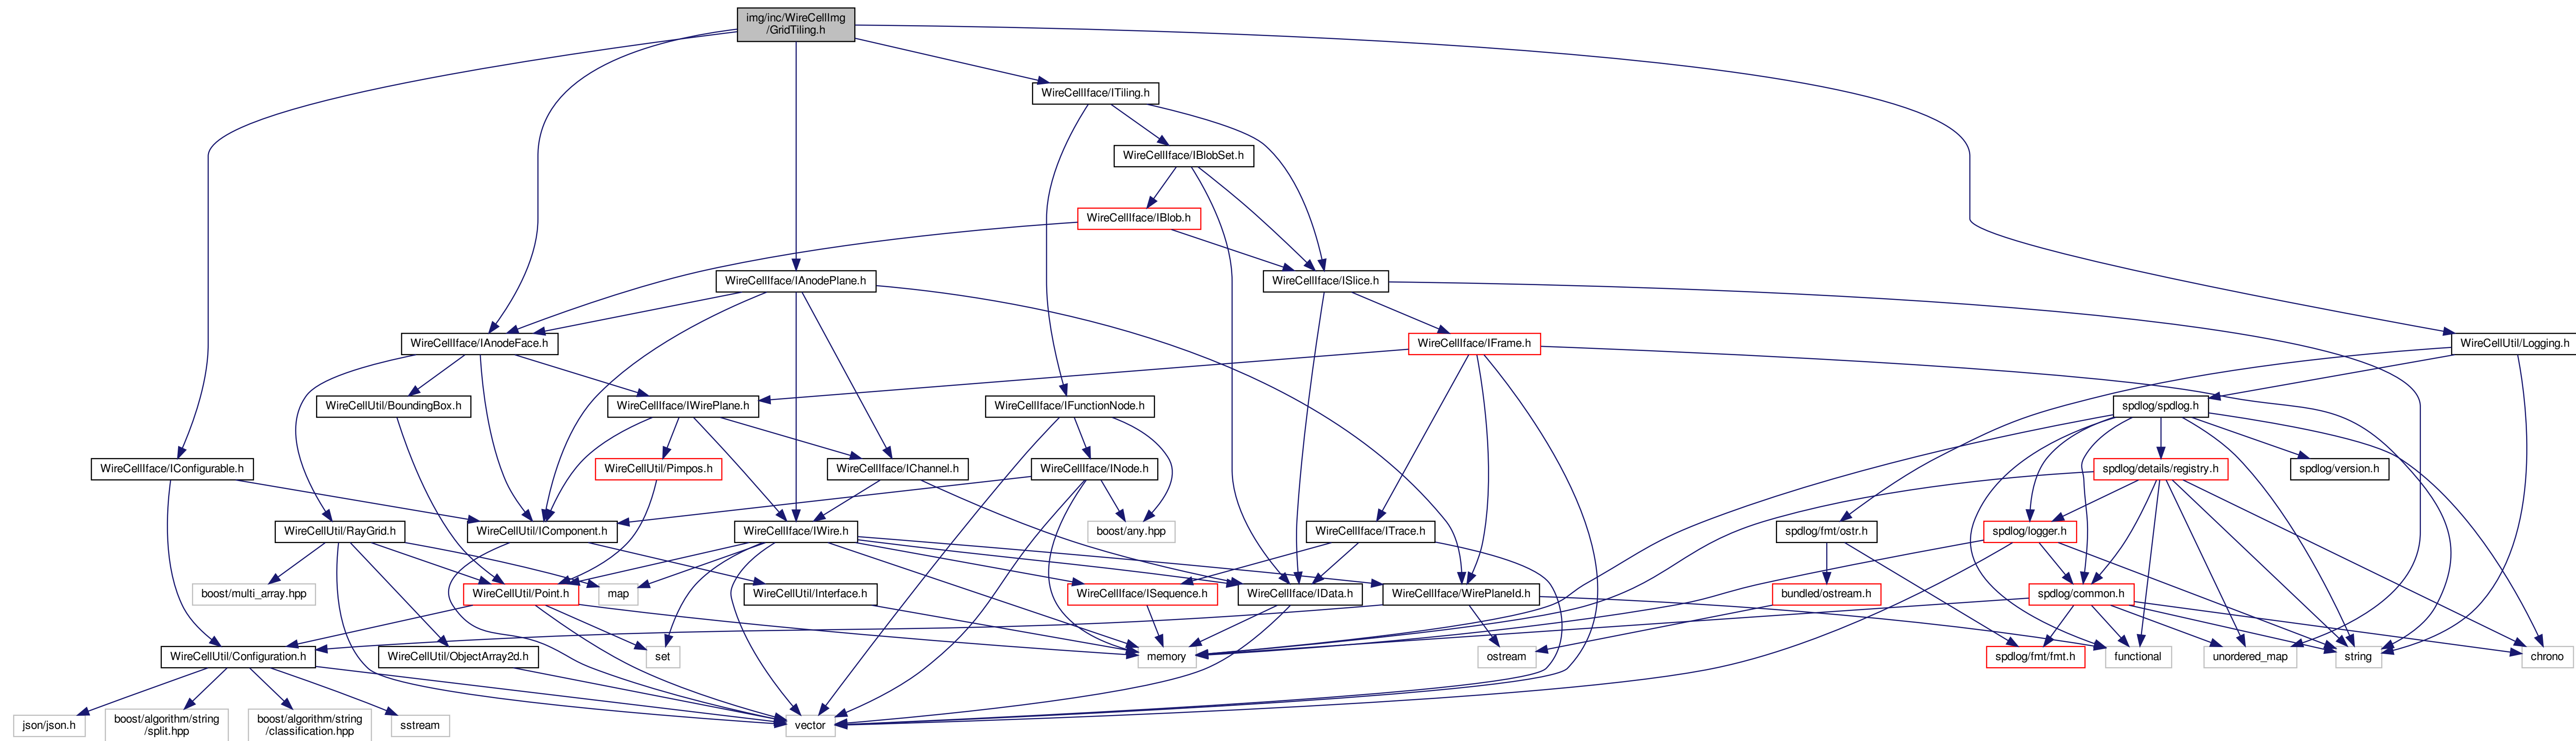 img/inc/WireCellImg
/GridTiling.h
WireCellIface/ITiling.h
WireCellIface/IBlobSet.h
WireCellIface/IBlob.h
WireCellIface/IAnodePlane.h
WireCellIface/ISlice.h
WireCellIface/IAnodeFace.h
WireCellIface/IFrame.h
WireCellUtil/Logging.h
WireCellUtil/BoundingBox.h
WireCellIface/IWirePlane.h
WireCellIface/IFunctionNode.h
spdlog/spdlog.h
WireCellIface/IConfigurable.h
WireCellUtil/Pimpos.h
WireCellIface/IChannel.h
WireCellIface/INode.h
spdlog/details/registry.h
spdlog/version.h
WireCellUtil/RayGrid.h
WireCellUtil/IComponent.h
WireCellIface/IWire.h
boost/any.hpp
WireCellIface/ITrace.h
spdlog/fmt/ostr.h
spdlog/logger.h
boost/multi_array.hpp
WireCellUtil/Point.h
map
WireCellUtil/Interface.h
WireCellIface/ISequence.h
WireCellIface/IData.h
WireCellIface/WirePlaneId.h
bundled/ostream.h
spdlog/common.h
WireCellUtil/Configuration.h
WireCellUtil/ObjectArray2d.h
set
memory
ostream
spdlog/fmt/fmt.h
functional
unordered_map
string
chrono
json/json.h
boost/algorithm/string
/split.hpp
boost/algorithm/string
/classification.hpp
sstream
vector